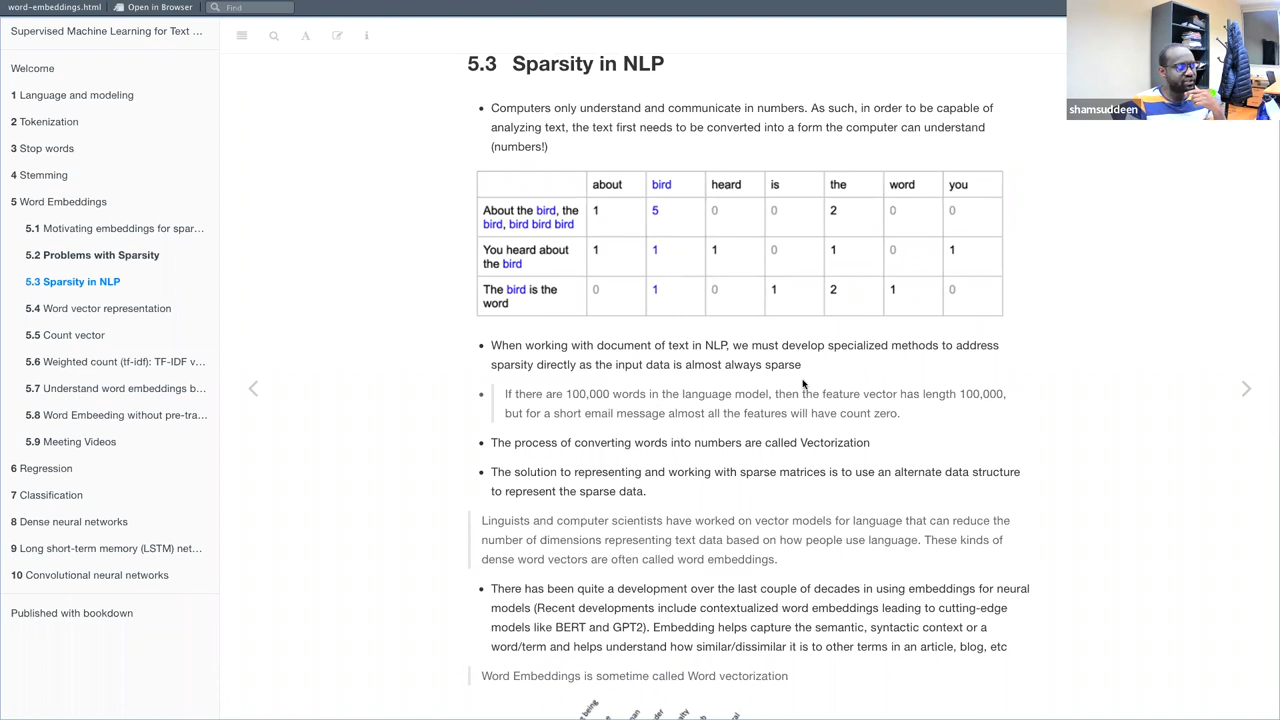 word-embeddings.html
Open in Browser
Find
Supervised Machine Learning for Text ...
Welcome
1 Language and modeling
2 Tokenization
3 Stop words
4 Stemming
5 Word Embeddings
5.1 Motivating embeddings for spar...
5.2 Problems with Sparsity
5.3 Sparsity in NLP
5.4 Word vector representation
5.5 Count vector
5.6 Weighted count (tf-idf): TF-IDF v...
5.7 Understand word embeddings b...
5.8 Word Embeeding without pre-tra...
5.9 Meeting Videos
6 Regression
7 Classification
8 Dense neural networks
9 Long short-term memory (LSTM) net...
10 Convolutional neural networks
Published with bookdown
shamsuddeen
5.3 Sparsity in NLP
• Computers only understand and communicate in numbers. As such, in order to be capable of
analyzing text, the text first needs to be converted into a form the computer can understand
(numbers!)
about bird heard is the word you
About the bird, the 1 5 0 0 2 0 0
bird, bird bird bird
You heard about 1 1 1 0 1 0 1
the bird
The bird is the 0 1 0 1 2 1 0
word
• When working with document of text in NLP, we must develop specialized methods to address
sparsity directly as the input data is almost always sparse
• If there are 100,000 words in the language model, then the feature vector has length 100,000,
but for a short email message almost all the features will have count zero.
• The process of converting words into numbers are called Vectorization
• The solution to representing and working with sparse matrices is to use an alternate data structure
to represent the sparse data.
Linguists and computer scientists have worked on vector models for language that can reduce the
number of dimensions representing text data based on how people use language. These kinds of
dense word vectors are often called word embeddings.
• There has been quite a development over the last couple of decades in using embeddings for neural
models (Recent developments include contextualized word embeddings leading to cutting-edge
models like BERT and GPT2). Embedding helps capture the semantic, syntactic context or a
word/term and helps understand how similar/dissimilar it is to other terms in an article, blog, etc
Word Embeddings is sometime called Word vectorization